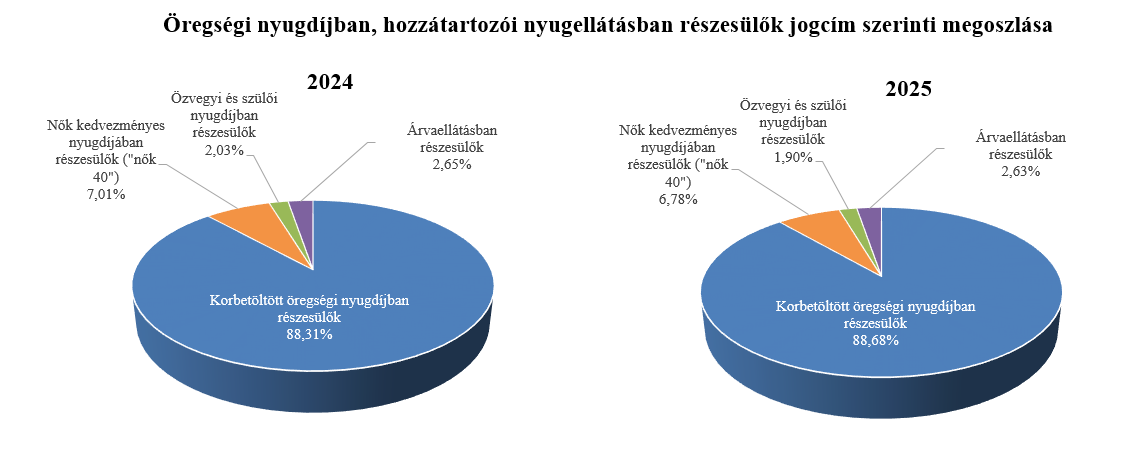 Öregségi nyugdíjban, hozzátartozói nyugellátásban részesülők jogcím szerinti megoszlása
2024
Nők kedvezményes
nyugdíjában
részesülők ("nők
40")
7,01%
Özvegyi és szülői
nyugdíjban
részesülők
2,03%
Árvaellátásban
részesülők
2,65%
Korbetöltött öregségi nyugdíjban
részesülők
88,31%
2025
Nők kedvezményes
nyugdíjában
részesülők ("nők
40")
6,78%
Özvegyi és szülői
nyugdíjban
részesülők
1,90%
Árvaellátásban
részesülők
2,63%
Korbetöltött öregségi nyugdíjban
részesülők
88,68%